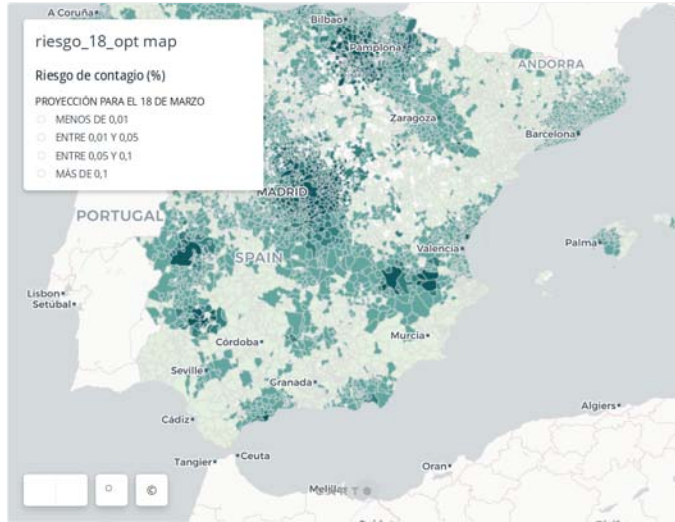 A Coruña
Bilbao
riesgo_18_opt map
Pamplona
ANDORRA
Riesgo de contagio (%)
PROYECCIÓN PARA EL 18 DE MARZO
MENOS DE 0,01
ENTRE 0,01 Y 0,05
ENTRE 0,05 Y 0,1
MÁS DE 0,1
Zaragoza
Barcelona
MADRID
PORTUGAL
Palma
Valencia
SPAIN
Lisbon
Setúbal
Murcia
Córdoba
Seville
Granada
Algiers
Cádiz
Tangier
Ceuta
Oran
Melilla
©